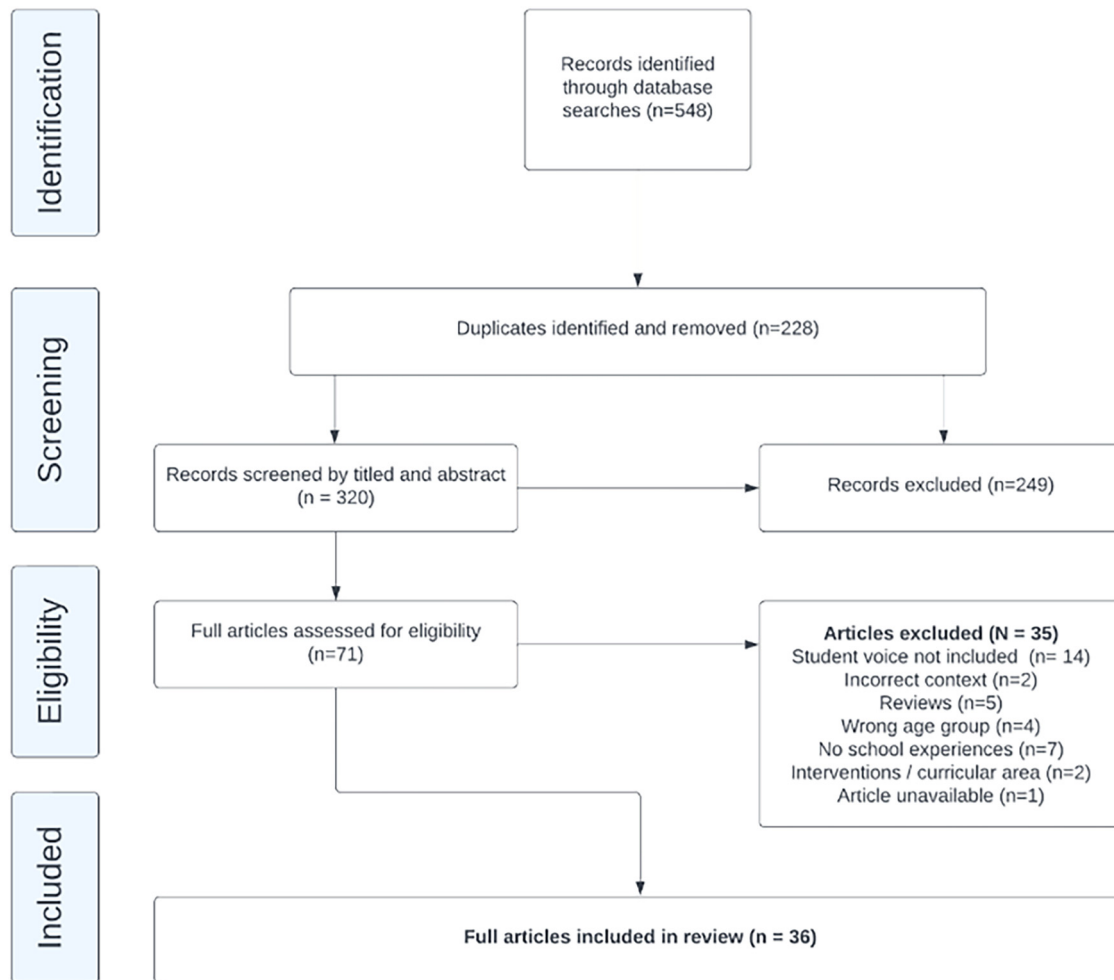 Identification
Records identified
through database
searches (n=548)
Screening
Duplicates identified and removed (n=228)
Records screened by titled and abstract
(n = 320)
Records excluded (n=249)
Eligibility
Full articles assessed for eligibility
(n=71)
Articles excluded (N = 35)
Student voice not included (n= 14)
Incorrect context (n=2)
Reviews (n=5)
Wrong age group (n=4)
No school experiences (n=7)
Interventions / curricular area (n=2)
Article unavailable (n=1)
Included
Full articles included in review (n = 36)